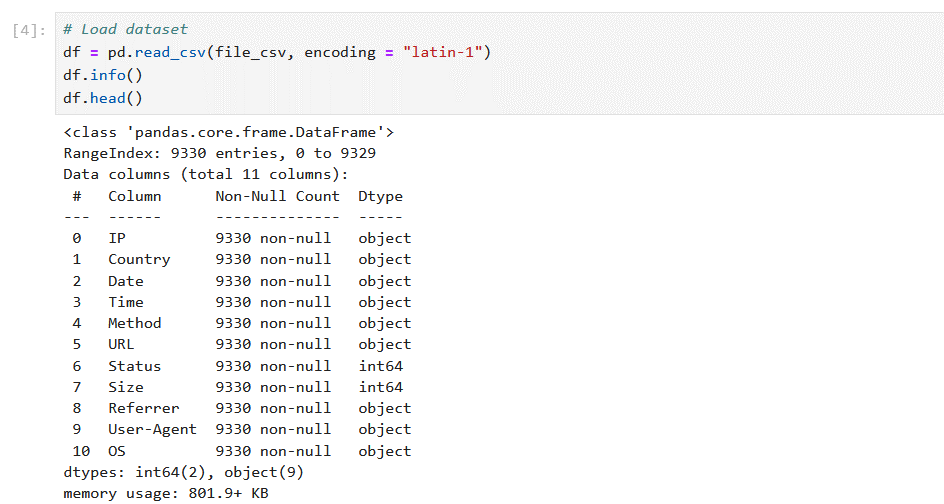 [4]: # Load dataset
df = pd.read_csv(file_csv, encoding = "latin-1")
df.info()
df.head()
<class 'pandas.core.frame.DataFrame'>
RangeIndex: 9330 entries, 0 to 9329
Data columns (total 11 columns):
 #   Column      Non-Null Count  Dtype
---  ------      --------------  -----
 0   IP          9330 non-null   object
 1   Country     9330 non-null   object
 2   Date        9330 non-null   object
 3   Time        9330 non-null   object
 4   Method      9330 non-null   object
 5   URL         9330 non-null   object
 6   Status      9330 non-null   int64
 7   Size        9330 non-null   int64
 8   Referrer    9330 non-null   object
 9   User-Agent  9330 non-null   object
 10  OS          9330 non-null   object
dtypes: int64(2), object(9)
memory usage: 801.9+ KB